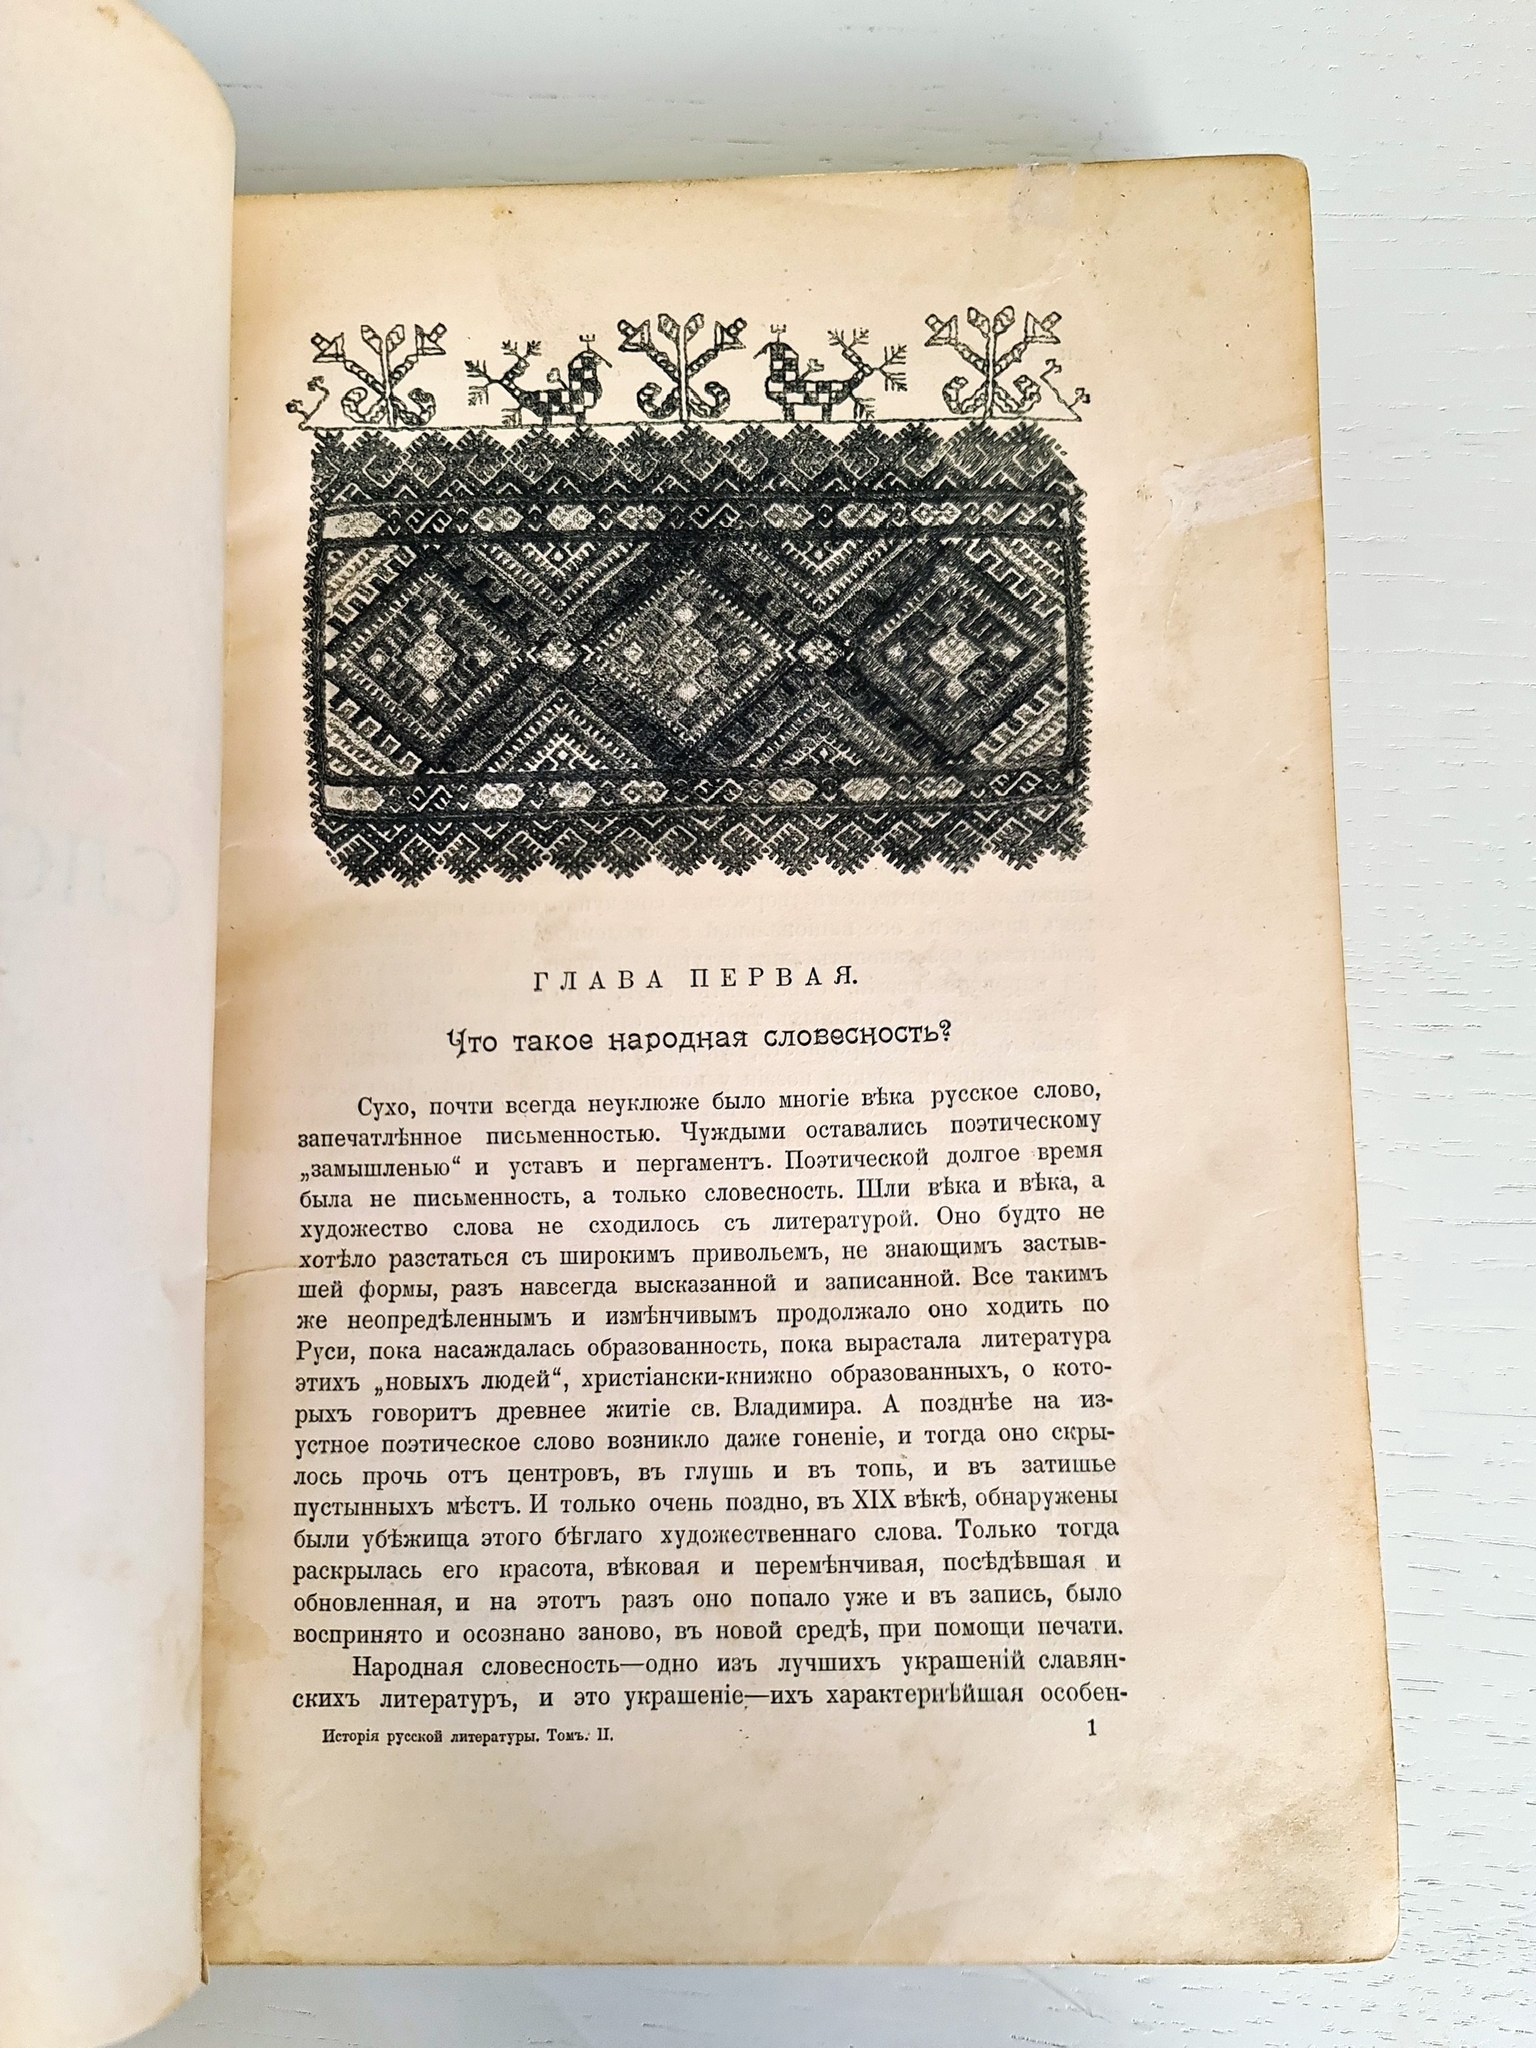 ГЛАВА ПЕРВАЯ.
Что такое народная словесность?
Сухо, почти всегда неуклюже было многіе вѣка русское слово,
запечатлѣнное письменностью. Чуждыми оставались поэтическому
„замышленью“ и уставъ и пергаментъ. Поэтической долгое время
была не письменность, а только словесность. Шли вѣка и вѣка, а
художество слова не сходилось съ литературой. Оно будто не
хотѣло разстаться съ широкимъ привольемъ, не знающимъ застыв-
шей формы, разъ навсегда высказанной и записанной. Все такимъ
же неопредѣленнымъ и измѣнчивымъ продолжало оно ходить по
Руси, пока насаждалась образованность, пока вырастала литература
этихъ „новыхъ людей“, христіански-книжно образованныхъ, о кото-
рыхъ говоритъ древнее житіе св. Владимира. А позднѣе на из-
устное поэтическое слово возникло даже гоненіе, и тогда оно скры-
лось прочь отъ центровъ, въ глушь и въ топь, и въ затишье
пустынныхъ мѣстъ. И только очень поздно, въ XIX вѣкѣ, обнаружены
были убѣжища этого бѣглаго художественнаго слова. Только тогда
раскрылась его красота, вѣковая и перемѣнчивая, посѣдѣвшая и
обновленная, и на этотъ разъ оно попало уже и въ запись, было
воспринято и осознано заново, въ новой средѣ, при помощи печати.
Народная словесность—одно изъ лучшихъ украшеній славян-
скихъ литературъ, и это украшеніе—ихъ характернѣйшая особен-
Исторія русской литературы. Томъ. II.
1